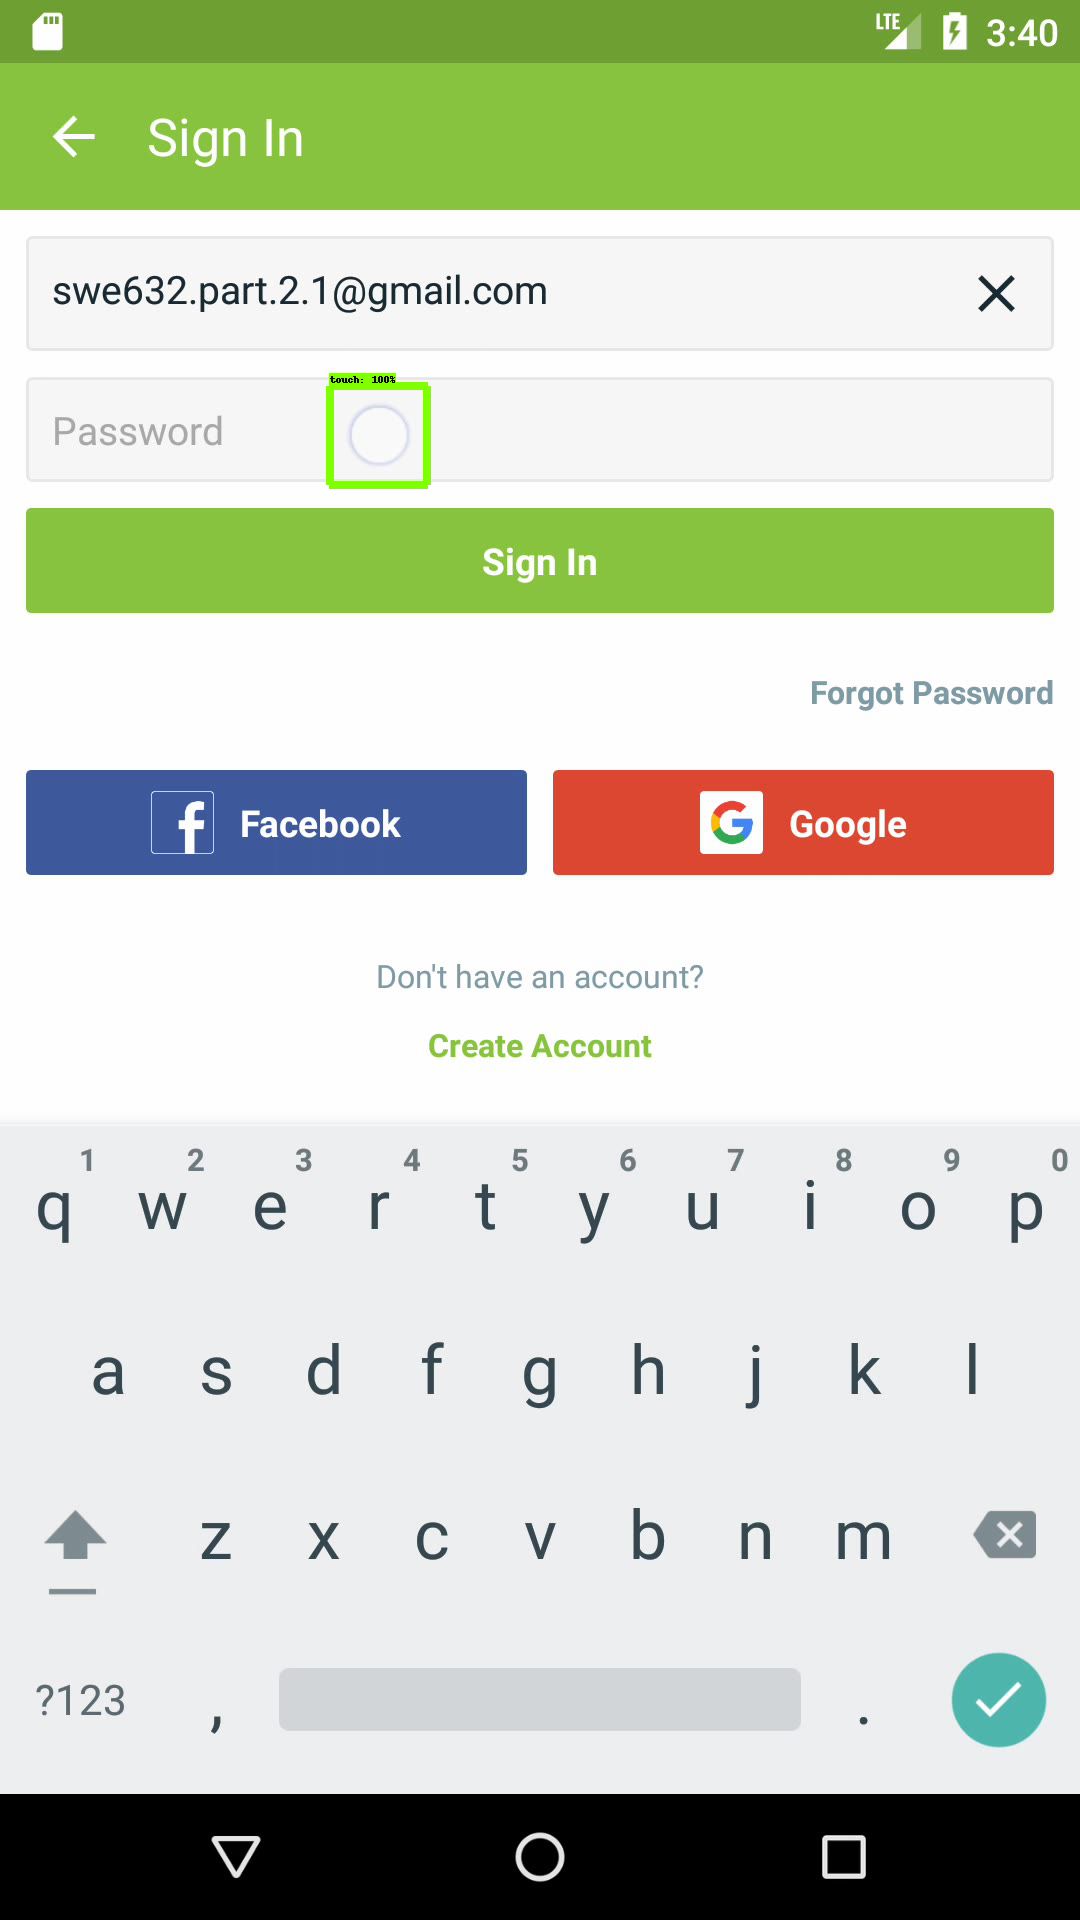 LTE 3:40
Sign In
swe632.part.2.1@gmail.com
touch: 100%
Password
Sign In
Forgot Password
f Facebook
G Google
Don't have an account?
Create Account
1 2 3 4 5 6 7 8 9 0
q w e r t y u i o p
a s d f g h j k l
z x c v b n m
?123 , .